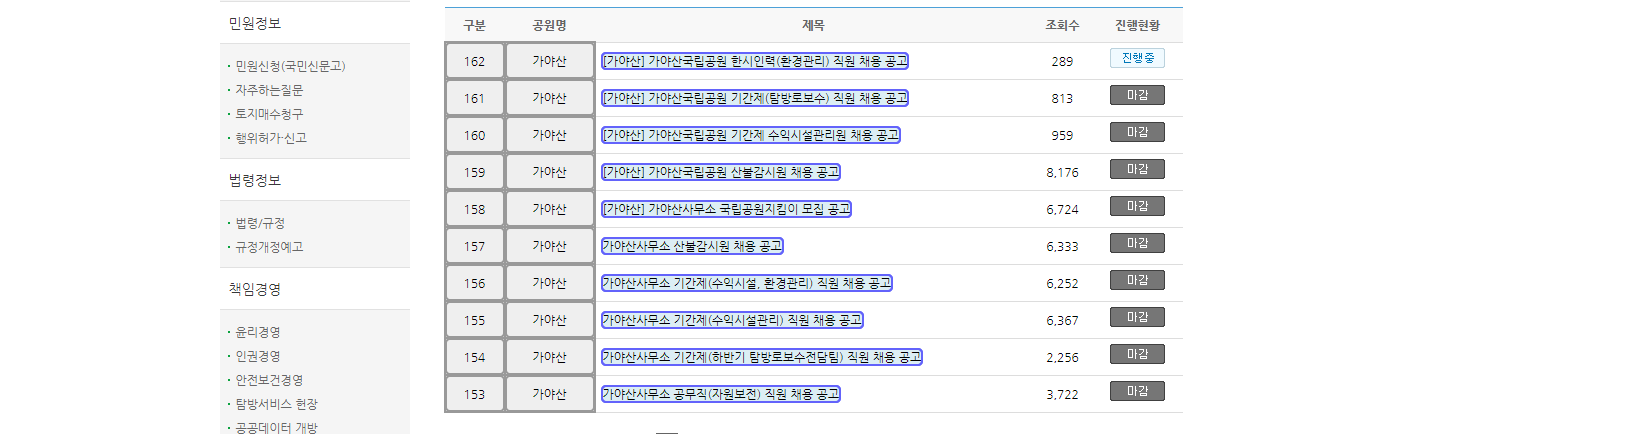 민원정보
· 민원신청(국민신문고)
· 자주하는질문
· 토지매수청구
· 행위허가·신고
법령정보
· 법령/규정
· 규정개정예고
책임경영
· 윤리경영
· 인권경영
· 안전보건경영
· 탐방서비스 헌장
· 공공데이터 개방
구분 공원명 제목 조회수 진행현황
162 가야산 [가야산] 가야산국립공원 한시인력(환경관리) 직원 채용 공고 289 진행중
161 가야산 [가야산] 가야산국립공원 기간제(탐방로보수) 직원 채용 공고 813 마감
160 가야산 [가야산] 가야산국립공원 기간제 수익시설관리원 채용 공고 959 마감
159 가야산 [가야산] 가야산국립공원 산불감시원 채용 공고 8,176 마감
158 가야산 [가야산] 가야산사무소 국립공원지킴이 모집 공고 6,724 마감
157 가야산 가야산사무소 산불감시원 채용 공고 6,333 마감
156 가야산 가야산사무소 기간제(수익시설, 환경관리) 직원 채용 공고 6,252 마감
155 가야산 가야산사무소 기간제(수익시설관리) 직원 채용 공고 6,367 마감
154 가야산 가야산사무소 기간제(하반기 탐방로보수전담팀) 직원 채용 공고 2,256 마감
153 가야산 가야산사무소 공무직(자원보전) 직원 채용 공고 3,722 마감